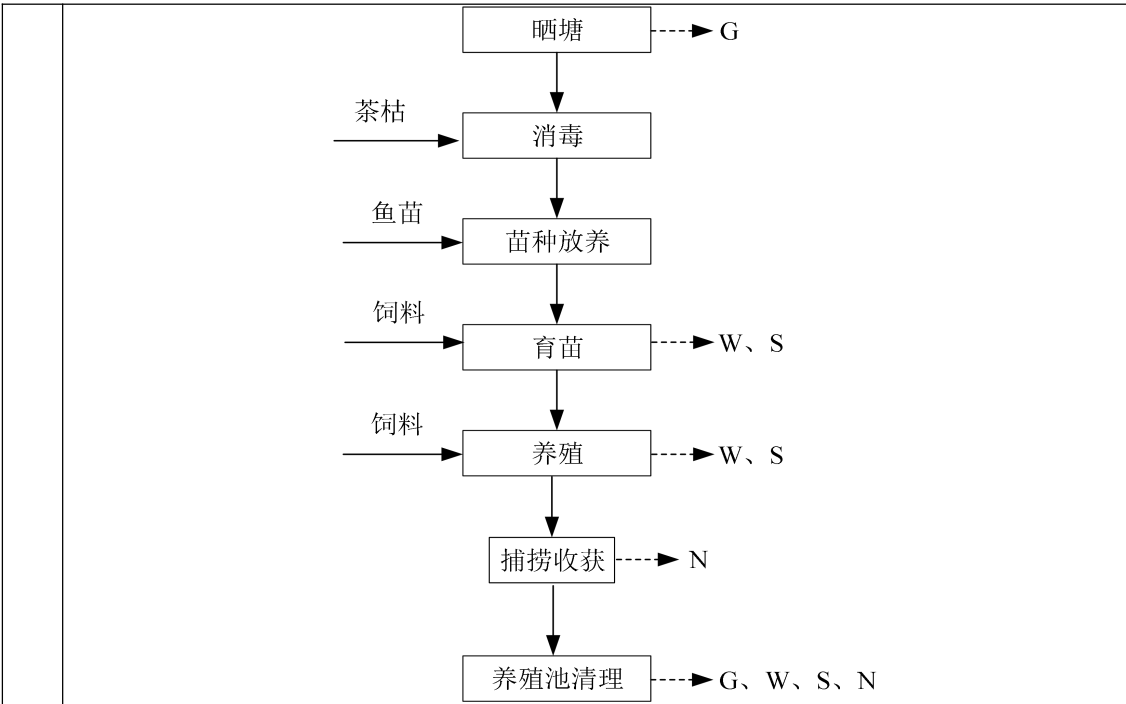 晒塘
G
茶枯
消毒
鱼苗
苗种放养
饲料
育苗
W、S
饲料
养殖
W、S
捕捞收获
N
养殖池清理
G、W、S、N